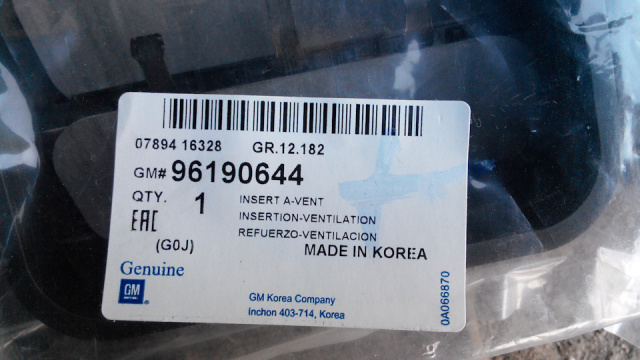 07894 16328 GR.12.182
GM# 96190644
QTY. 1 INSERT A-VENT
INSERTION-VENTILATION
REFUERZO-VENTILACION
EAC
(G0J) MADE IN KOREA
Genuine
GM
GM Korea Company
Inchon 403-714, Korea
0A066870